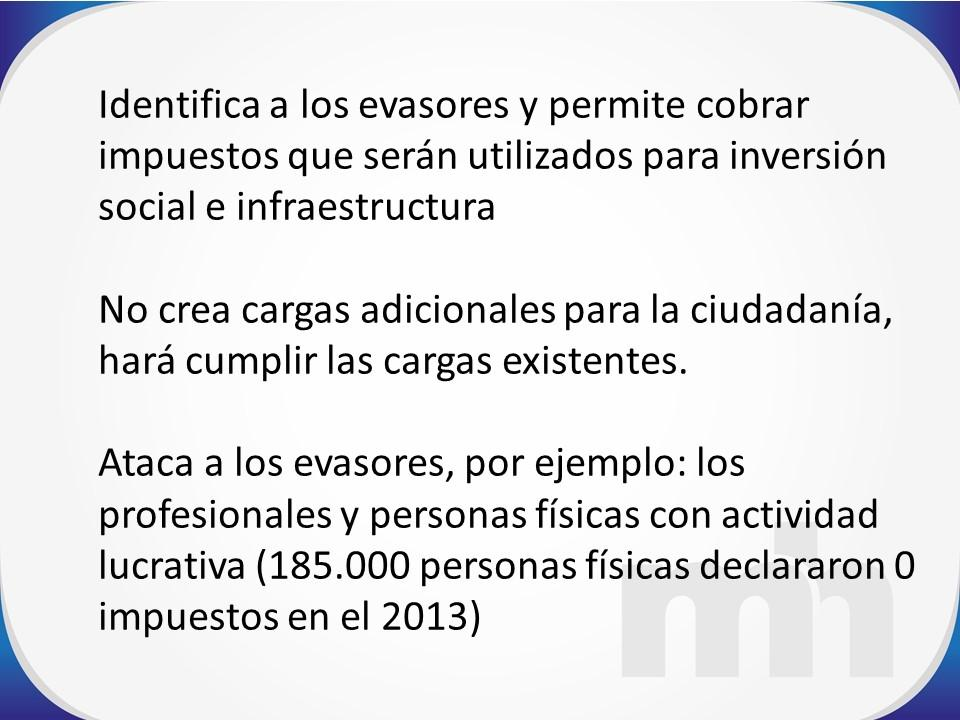 Identifica a los evasores y permite cobrar
impuestos que serán utilizados para inversión
social e infraestructura
No crea cargas adicionales para la ciudadanía,
hará cumplir las cargas existentes.
Ataca a los evasores, por ejemplo: los
profesionales y personas físicas con actividad
lucrativa (185.000 personas físicas declararon 0
impuestos en el 2013)
mh